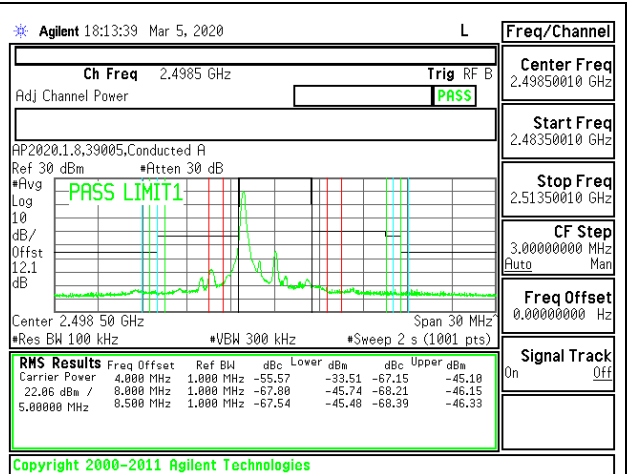 Agilent 18:13:39 Mar 5, 2020 L
Ch Freq 2.4985 GHz Trig RF B
Adj Channel Power PASS
AP2020.1.8,39005,Conducted A
Ref 30 dBm #Atten 30 dB
#Avg
Log
10
dB/
Offst
12.1
dB
PASS LIMIT1
Center 2.498 50 GHz Span 30 MHz^
#Res BW 100 kHz #VBW 300 kHz #Sweep 2 s (1001 pts)
RMS Results Freq Offset Ref BW dBc Lower dBm dBc Upper dBm
Carrier Power 4.000 MHz 1.000 MHz -55.57 -33.51 -67.15 -45.10
22.06 dBm / 8.000 MHz 1.000 MHz -67.80 -45.74 -68.21 -46.15
5.00000 MHz 8.500 MHz 1.000 MHz -67.54 -45.48 -68.39 -46.33
Copyright 2000-2011 Agilent Technologies
Freq/Channel
Center Freq
2.49850010 GHz
Start Freq
2.48350010 GHz
Stop Freq
2.51350010 GHz
CF Step
3.00000000 MHz
Auto Man
Freq Offset
0.00000000 Hz
Signal Track
On Off